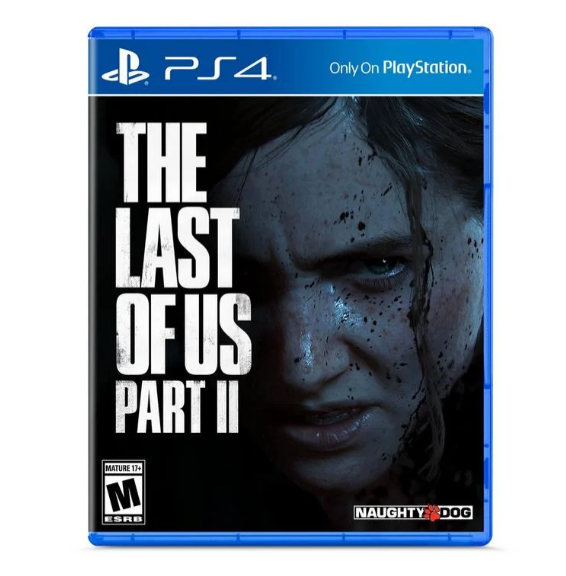 PS4
Only On PlayStation
THE
LAST
OF US
PART II
MATURE 17+
M
ESRB
NAUGHTY DOG